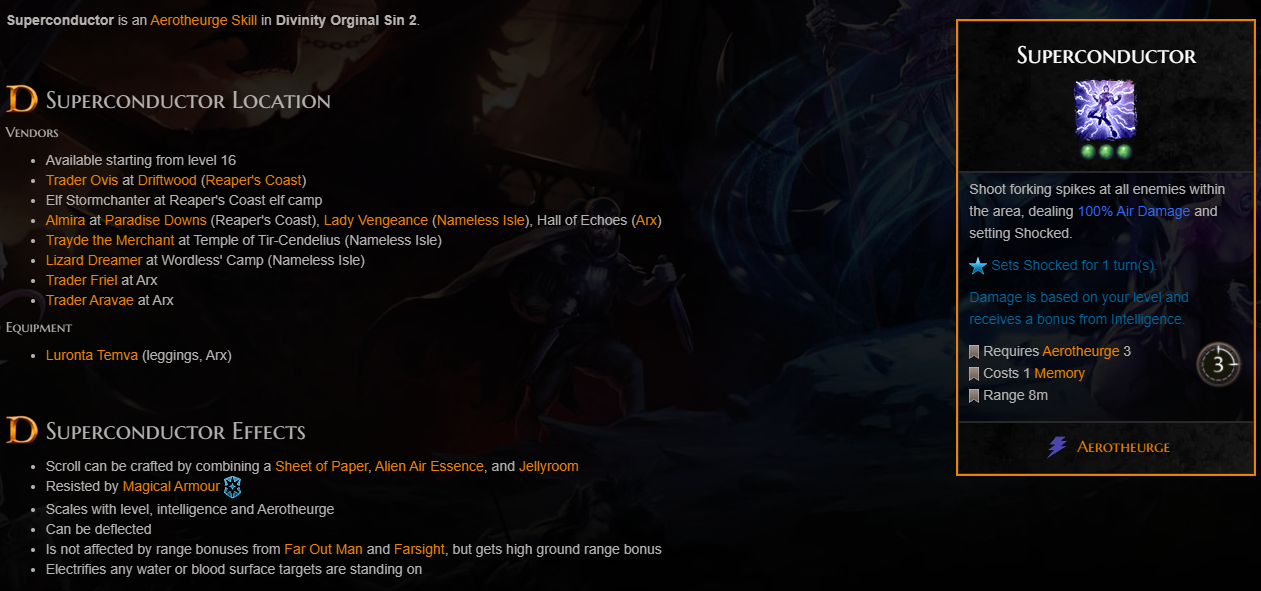 Superconductor is an Aerotheurge Skill in Divinity Orginal Sin 2.
Superconductor Location
Vendors
Available starting from level 16
Trader Ovis at Driftwood (Reaper's Coast)
Elf Stormchanter at Reaper's Coast elf camp
Almira at Paradise Downs (Reaper's Coast), Lady Vengeance (Nameless Isle), Hall of Echoes (Arx)
Trayde the Merchant at Temple of Tir-Cendelius (Nameless Isle)
Lizard Dreamer at Wordless' Camp (Nameless Isle)
Trader Friel at Arx
Trader Aravae at Arx
Equipment
Luronta Temva (leggings, Arx)
Superconductor Effects
Scroll can be crafted by combining a Sheet of Paper, Alien Air Essence, and Jellyroom
Resisted by Magical Armour
Scales with level, intelligence and Aerotheurge
Can be deflected
Is not affected by range bonuses from Far Out Man and Farsight, but gets high ground range bonus
Electrifies any water or blood surface targets are standing on
Superconductor
Shoot forking spikes at all enemies within
the area, dealing 100% Air Damage and
setting Shocked.
Sets Shocked for 1 turn(s).
Damage is based on your level and
receives a bonus from Intelligence.
Requires Aerotheurge 3
Costs 1 Memory
Range 8m
3
Aerotheurge